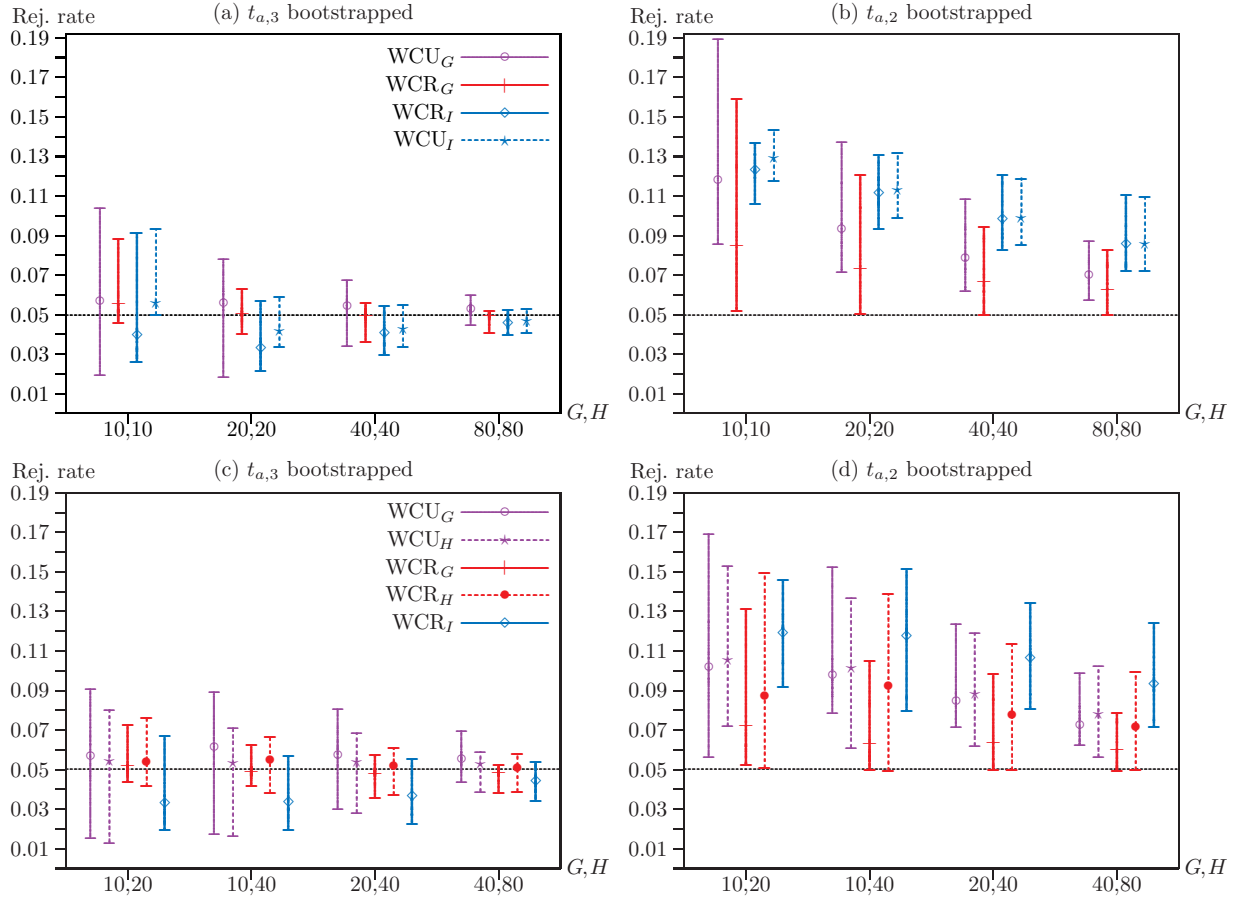 Rej. rate
(a) t_{a,3} bootstrapped
0.19
0.17
0.15
0.13
0.11
0.09
0.07
0.05
0.03
0.01
WCU_G
WCR_G
WCR_I
WCU_I
10,10
20,20
40,40
80,80
G,H
Rej. rate
(b) t_{a,2} bootstrapped
0.19
0.17
0.15
0.13
0.11
0.09
0.07
0.05
0.03
0.01
10,10
20,20
40,40
80,80
G,H
Rej. rate
(c) t_{a,3} bootstrapped
0.19
0.17
0.15
0.13
0.11
0.09
0.07
0.05
0.03
0.01
WCU_G
WCU_H
WCR_G
WCR_H
WCR_I
10,20
10,40
20,40
40,80
G,H
Rej. rate
(d) t_{a,2} bootstrapped
0.19
0.17
0.15
0.13
0.11
0.09
0.07
0.05
0.03
0.01
10,20
10,40
20,40
40,80
G,H